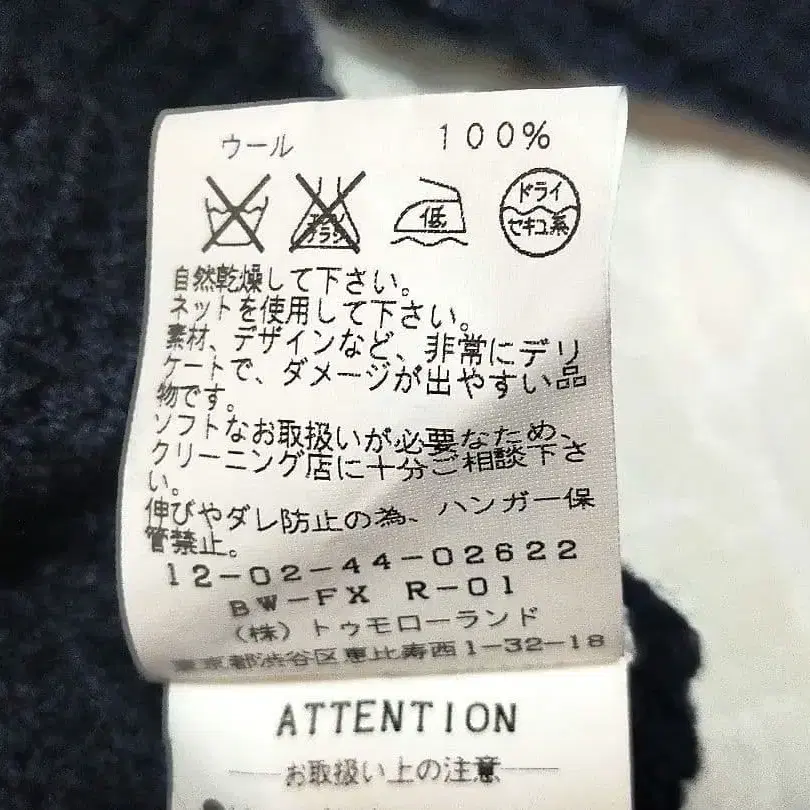 ウール 100%
エンソ サラシ 低 ドライ セキユ系
自然乾燥して下さい。
ネットを使用して下さい。
素材、デザインなど、非常にデリ
ケートで、ダメージが出やすい品
物です。
ソフトなお取扱いが必要なため、
クリーニング店に十分ご相談下さ
い。
伸びやダレ防止の為、ハンガー保
管禁止。
12-02-44-02622
BW-FX R-01
(株)トゥモローランド
東京都渋谷区恵比寿西1-32-18
ATTENTION
お取扱い上の注意